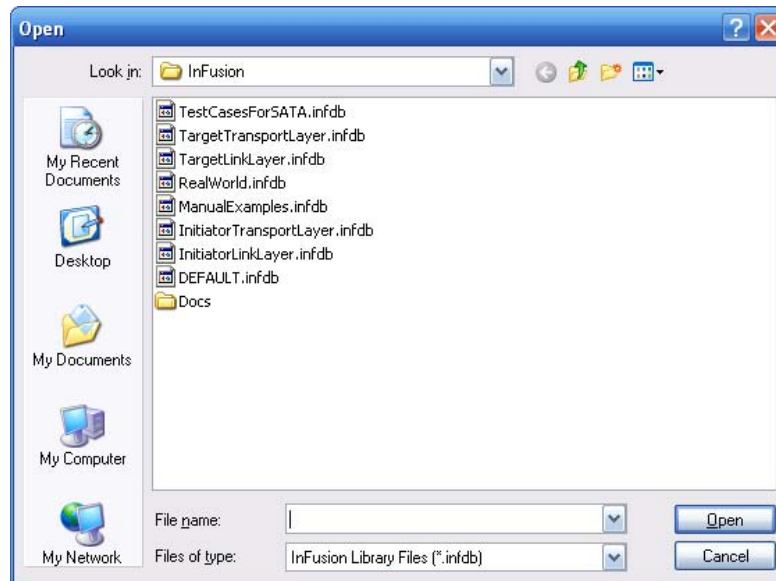 Open
Look in:
InFusion
My Recent
Documents
Desktop
My Documents
My Computer
My Network
TestCasesForSATA.infdb
TargetTransportLayer.infdb
TargetLinkLayer.infdb
RealWorld.infdb
ManualExamples.infdb
InitiatorTransportLayer.infdb
InitiatorLinkLayer.infdb
DEFAULT.infdb
Docs
File name:
Open
Files of type:
InFusion Library Files (*.infdb)
Cancel